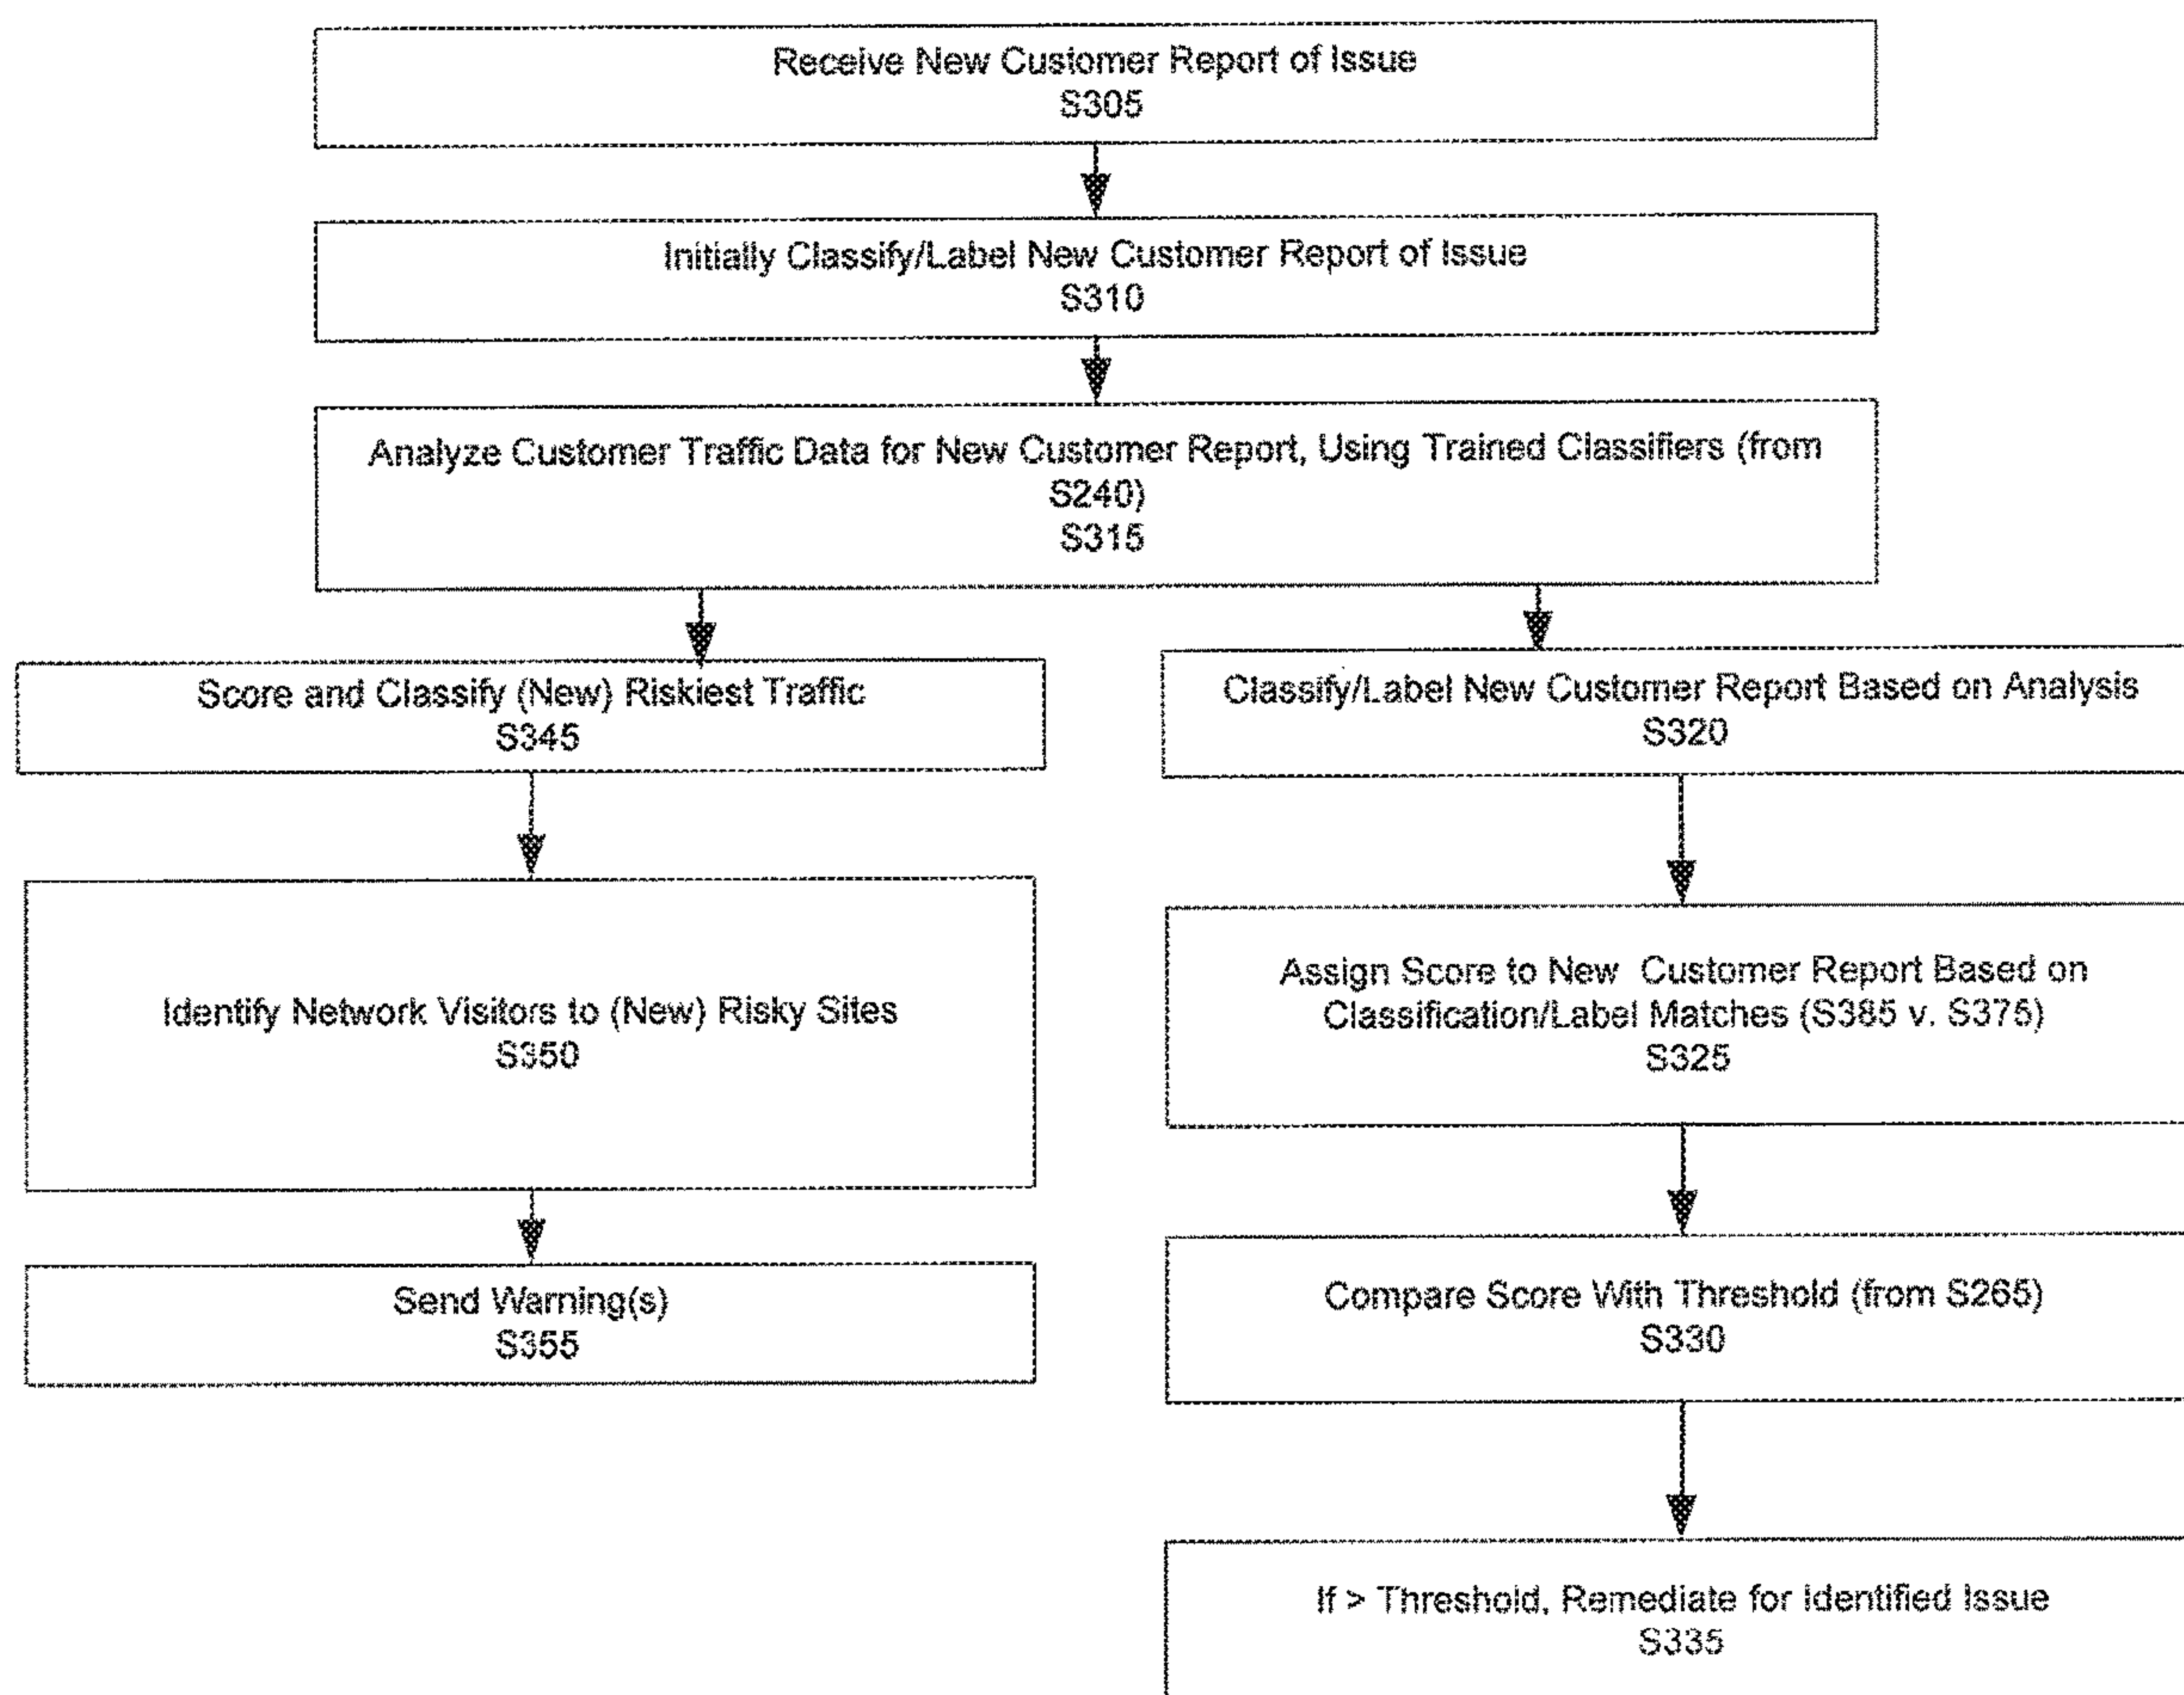 Receive New Customer Report of Issue
S305
Initially Classify/Label New Customer Report of Issue
S310
Analyze Customer Traffic Data for New Customer Report, Using Trained Classifiers (from
S240)
S315
Score and Classify (New) Riskiest Traffic
S345
Classify/Label New Customer Report Based on Analysis
S320
Identify Network Visitors to (New) Risky Sites
S350
Assign Score to New Customer Report Based on
Classification/Label Matches (S385 v. S375)
S325
Send Warning(s)
S355
Compare Score With Threshold (from S265)
S330
If > Threshold, Remediate for Identified Issue
S335